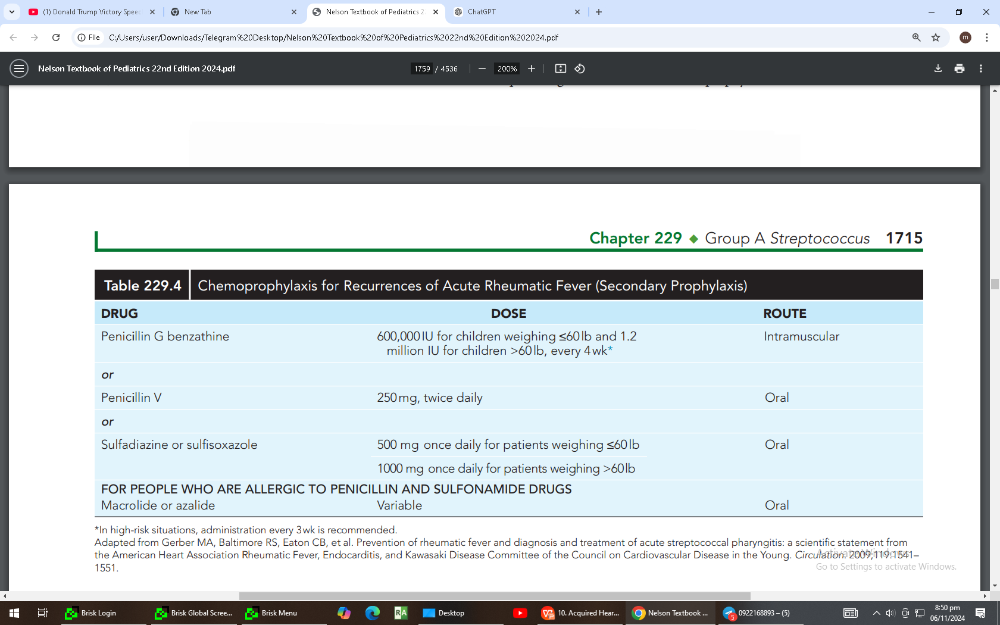 (1) Donald Trump Victory Speec
New Tab
Nelson Textbook of Pediatrics 2
ChatGPT
File
C:/Users/user/Downloads/Telegram%20Desktop/Nelson%20Textbook%20of%20Pediatrics%2022nd%20Edition%202024.pdf
m
Nelson Textbook of Pediatrics 22nd Edition 2024.pdf
1759 / 4536
200%
Chapter 229 ◆ Group A Streptococcus 1715
Table 229.4 Chemoprophylaxis for Recurrences of Acute Rheumatic Fever (Secondary Prophylaxis)
DRUG DOSE ROUTE
Penicillin G benzathine 600,000 IU for children weighing ≤60 lb and 1.2 Intramuscular
million IU for children >60 lb, every 4 wk*
or
Penicillin V 250 mg, twice daily Oral
or
Sulfadiazine or sulfisoxazole 500 mg once daily for patients weighing ≤60 lb Oral
1000 mg once daily for patients weighing >60 lb
FOR PEOPLE WHO ARE ALLERGIC TO PENICILLIN AND SULFONAMIDE DRUGS
Macrolide or azalide Variable Oral
*In high-risk situations, administration every 3 wk is recommended.
Adapted from Gerber MA, Baltimore RS, Eaton CB, et al. Prevention of rheumatic fever and diagnosis and treatment of acute streptococcal pharyngitis: a scientific statement from
the American Heart Association Rheumatic Fever, Endocarditis, and Kawasaki Disease Committee of the Council on Cardiovascular Disease in the Young. Circulation. 2009;119:1541–
1551.
Activate Windows
Go to Settings to activate Windows.
Brisk Login
Brisk Global Scree...
Brisk Menu
RA
Desktop
10. Acquired Hear...
Nelson Textbook ...
5
0922168893 – (5)
8:50 pm
06/11/2024